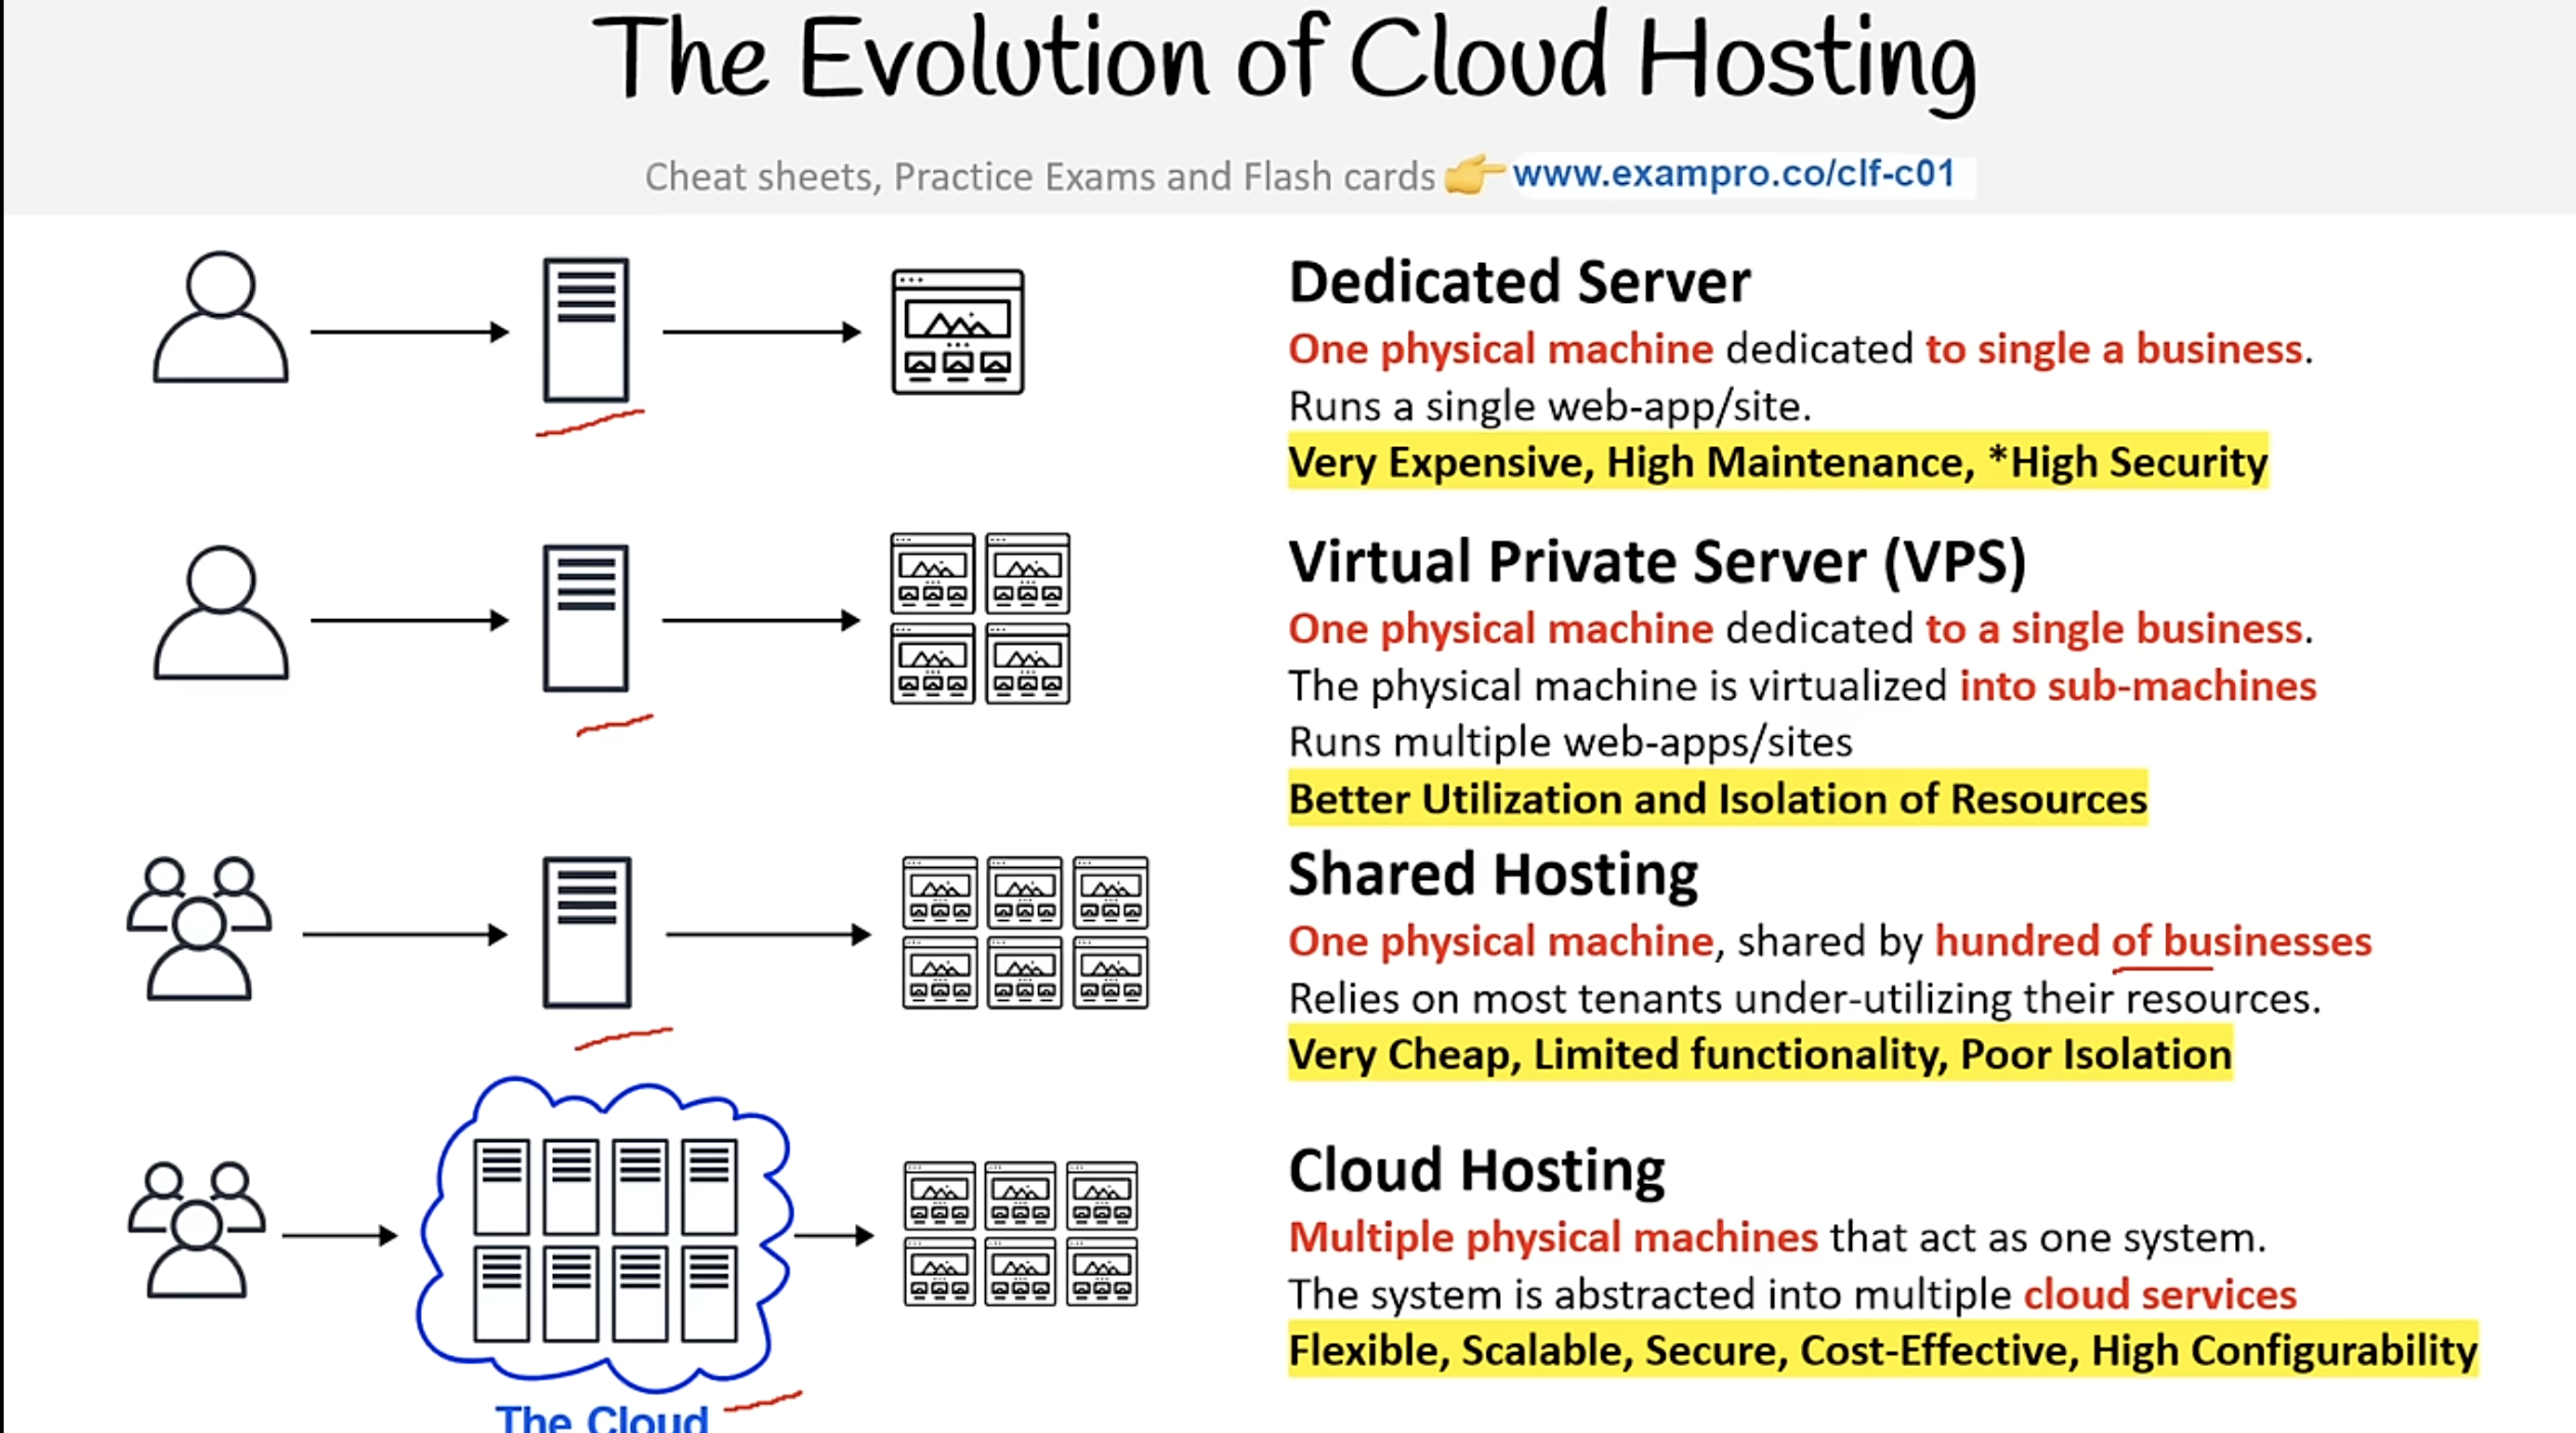 The Evolution of Cloud Hosting
Cheat sheets, Practice Exams and Flash cards 👉 www.exampro.co/clf-c01
Dedicated Server
One physical machine dedicated to single a business.
Runs a single web-app/site.
Very Expensive, High Maintenance, *High Security
Virtual Private Server (VPS)
One physical machine dedicated to a single business.
The physical machine is virtualized into sub-machines
Runs multiple web-apps/sites
Better Utilization and Isolation of Resources
Shared Hosting
One physical machine, shared by hundred of businesses
Relies on most tenants under-utilizing their resources.
Very Cheap, Limited functionality, Poor Isolation
Cloud Hosting
Multiple physical machines that act as one system.
The system is abstracted into multiple cloud services
Flexible, Scalable, Secure, Cost-Effective, High Configurability
The Cloud